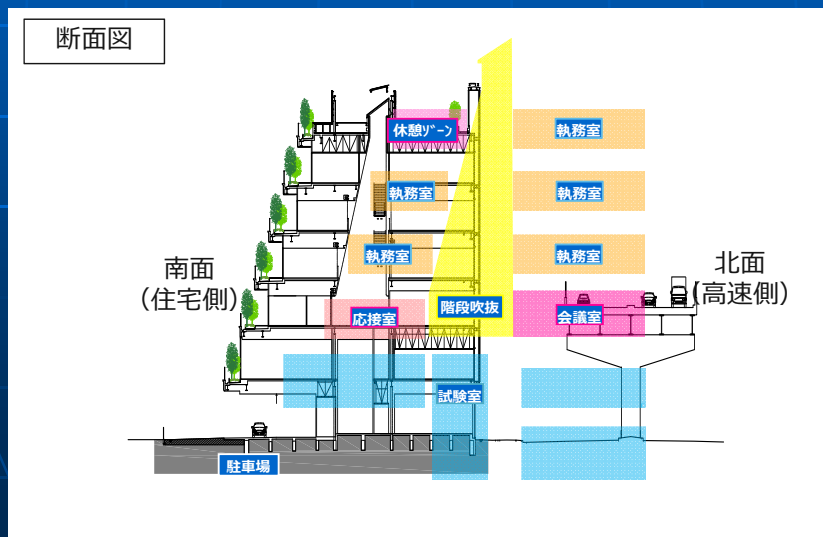 断面図
休憩ｿﾞｰﾝ
執務室
執務室
執務室
執務室
執務室
南面
（住宅側）
北面
（高速側）
応接室
階段吹抜
会議室
試験室
駐車場